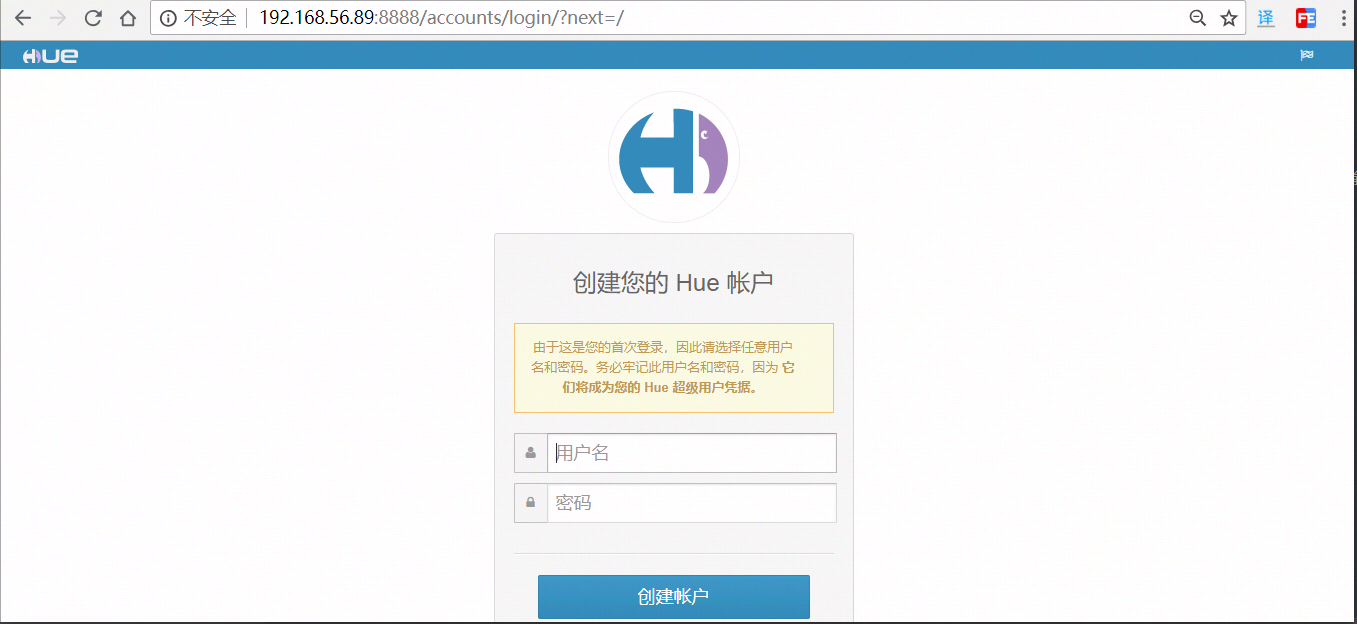 不安全 192.168.56.89:8888/accounts/login/?next=/
译 FE
HUE
创建您的 Hue 帐户
由于这是您的首次登录，因此请选择任意用户
名和密码。务必牢记此用户名和密码，因为 它
们将成为您的 Hue 超级用户凭据。
用户名
密码
创建帐户